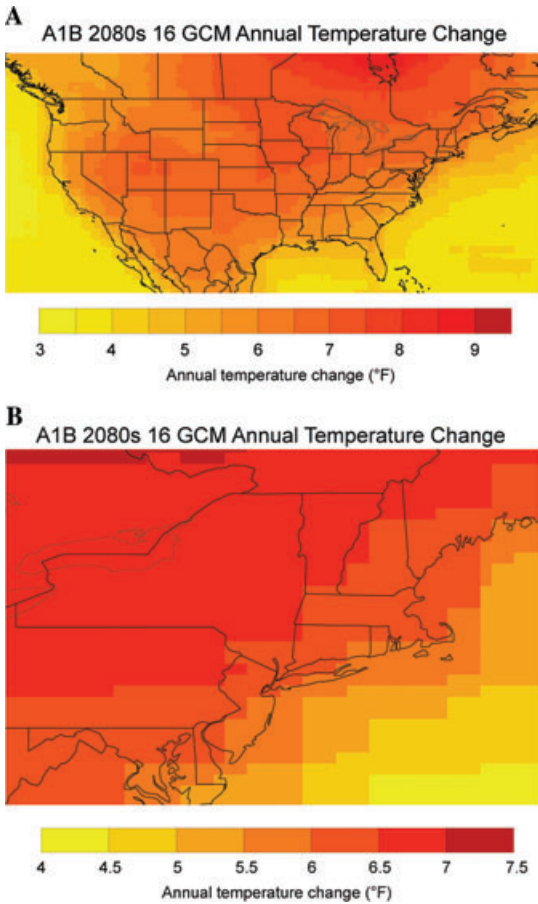 A
A1B 2080s 16 GCM Annual Temperature Change
3 4 5 6 7 8 9
Annual temperature change (°F)
B
A1B 2080s 16 GCM Annual Temperature Change
4 4.5 5 5.5 6 6.5 7 7.5
Annual temperature change (°F)